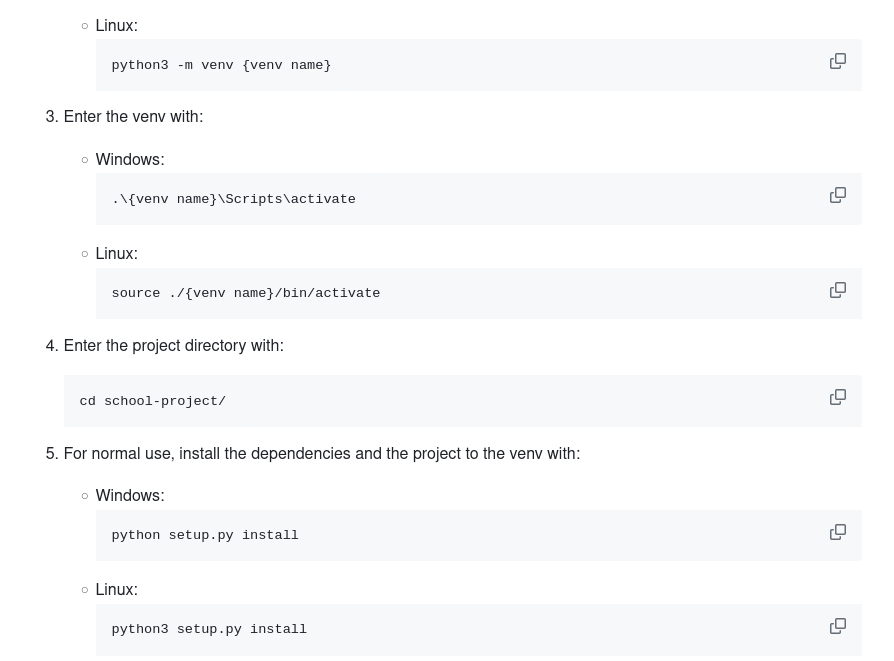 Linux:
python3 -m venv {venv name}
3. Enter the venv with:
Windows:
.\{venv name}\Scripts\activate
Linux:
source ./{venv name}/bin/activate
4. Enter the project directory with:
cd school-project/
5. For normal use, install the dependencies and the project to the venv with:
Windows:
python setup.py install
Linux:
python3 setup.py install